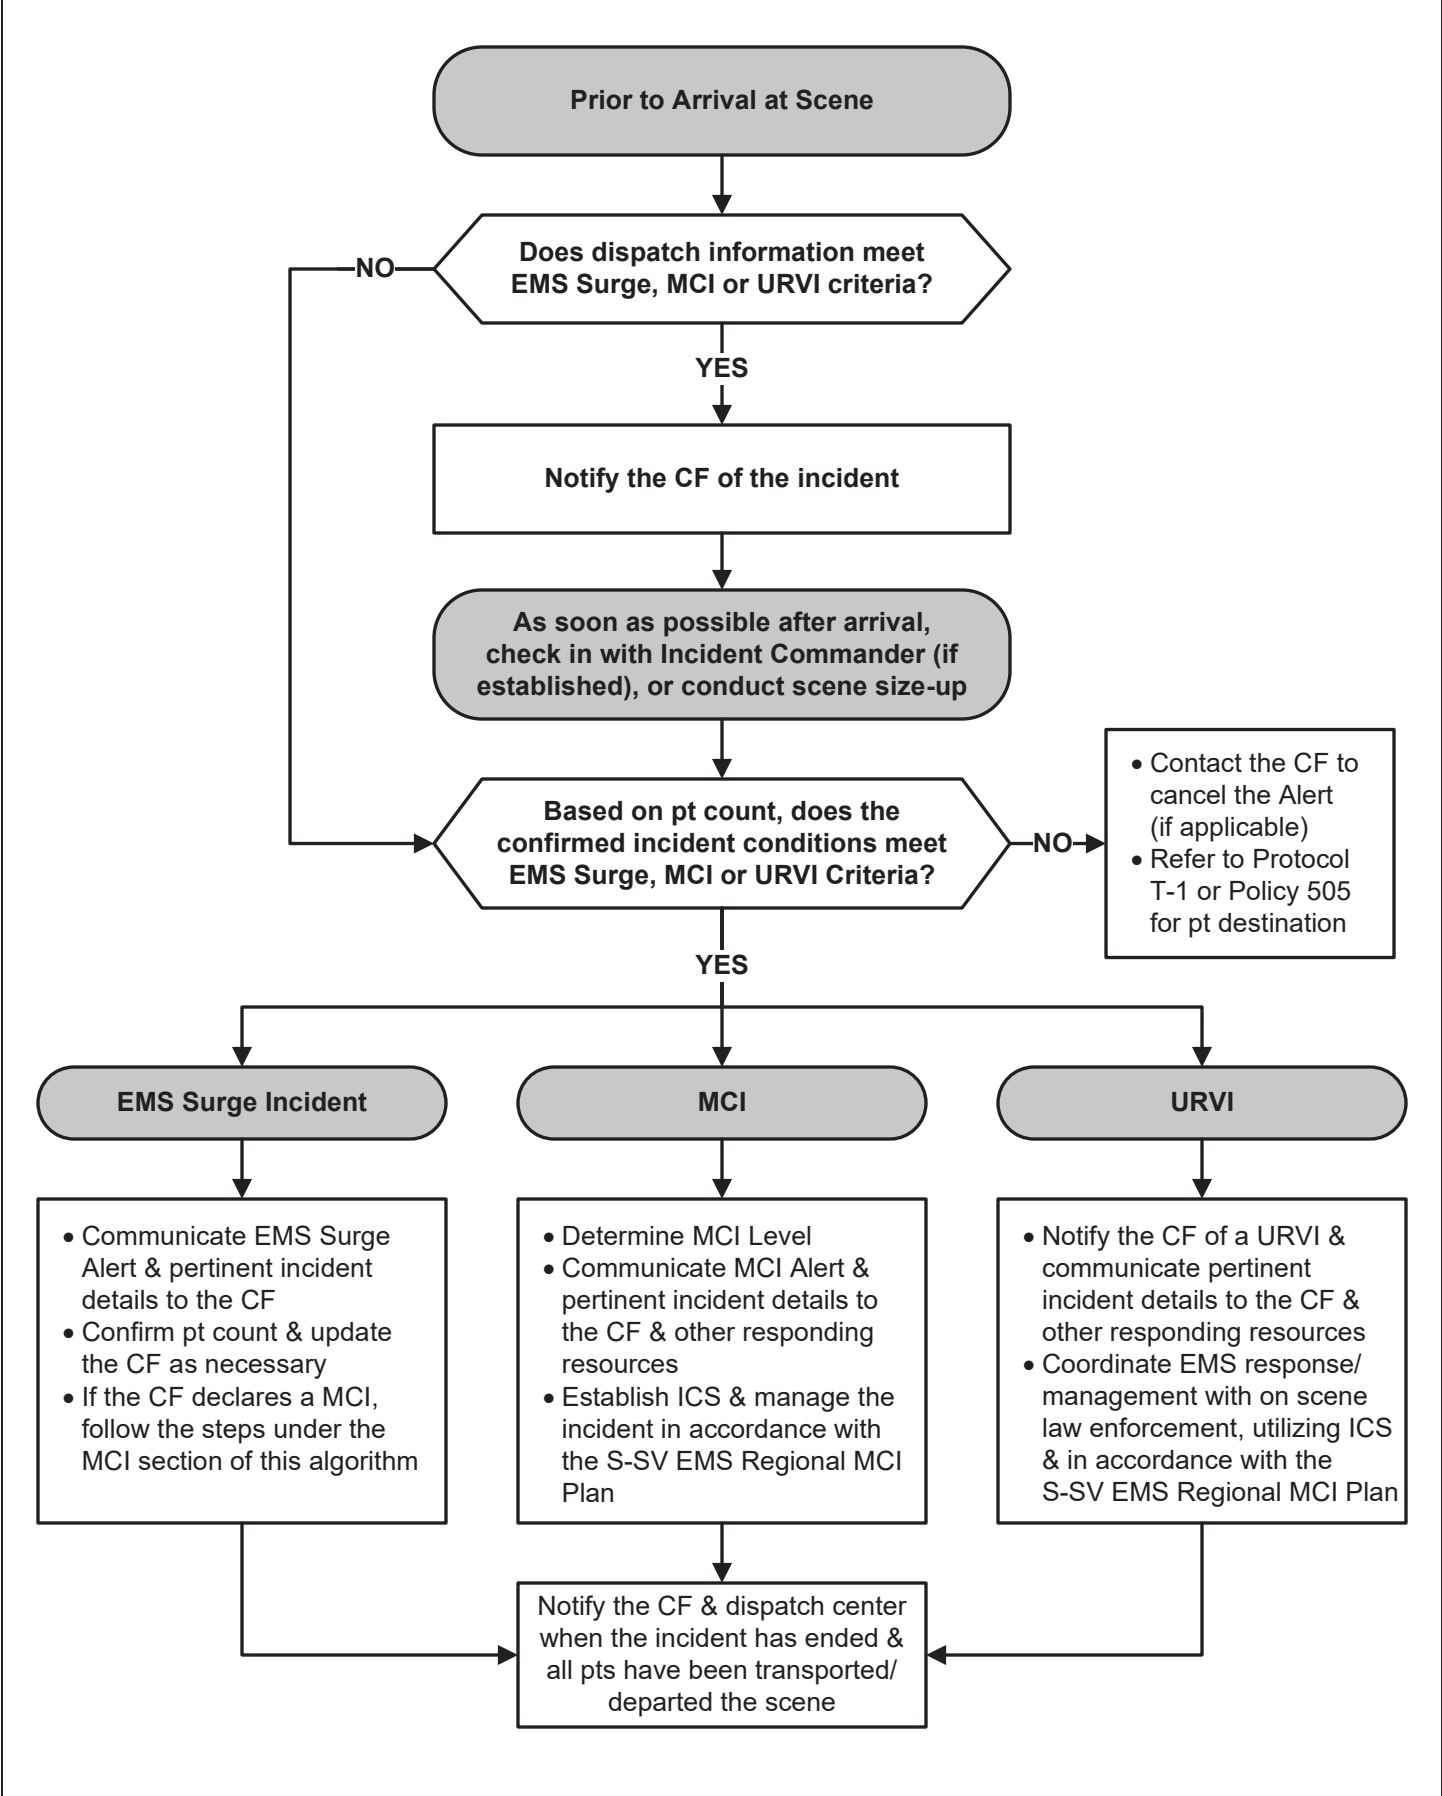 Prior to Arrival at Scene
Does dispatch information meet
EMS Surge, MCI or URVI criteria?
NO
YES
Notify the CF of the incident
As soon as possible after arrival,
check in with Incident Commander (if
established), or conduct scene size-up
Based on pt count, does the
confirmed incident conditions meet
EMS Surge, MCI or URVI Criteria?
NO
• Contact the CF to
cancel the Alert
(if applicable)
• Refer to Protocol
T-1 or Policy 505
for pt destination
YES
EMS Surge Incident
• Communicate EMS Surge
Alert & pertinent incident
details to the CF
• Confirm pt count & update
the CF as necessary
• If the CF declares a MCI,
follow the steps under the
MCI section of this algorithm
MCI
• Determine MCI Level
• Communicate MCI Alert &
pertinent incident details to
the CF & other responding
resources
• Establish ICS & manage the
incident in accordance with
the S-SV EMS Regional MCI
Plan
URVI
• Notify the CF of a URVI &
communicate pertinent
incident details to the CF &
other responding resources
• Coordinate EMS response/
management with on scene
law enforcement, utilizing ICS
& in accordance with the
S-SV EMS Regional MCI Plan
Notify the CF & dispatch center
when the incident has ended &
all pts have been transported/
departed the scene